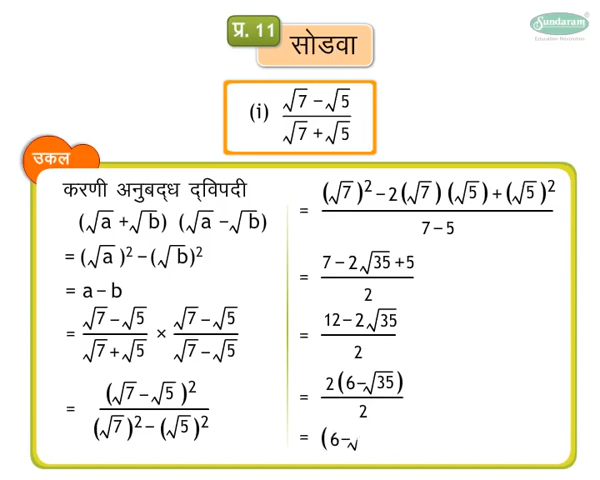 प्र. 11
सोडवा
Sundaram
Education Revolution
(i) (√7 − √5) / (√7 + √5)
उकल
करणी अनुबद्ध द्विपदी
(√a + √b) (√a − √b)
= (√a)² − (√b)²
= a − b
= (√7 − √5) / (√7 + √5) × (√7 − √5) / (√7 − √5)
= (√7 − √5)² / (√7)² − (√5)²
= (√7)² − 2(√7) (√5) + (√5)² / 7 − 5
= 7 − 2√35 + 5 / 2
= 12 − 2√35 / 2
= 2(6−√35) / 2
= (6−√